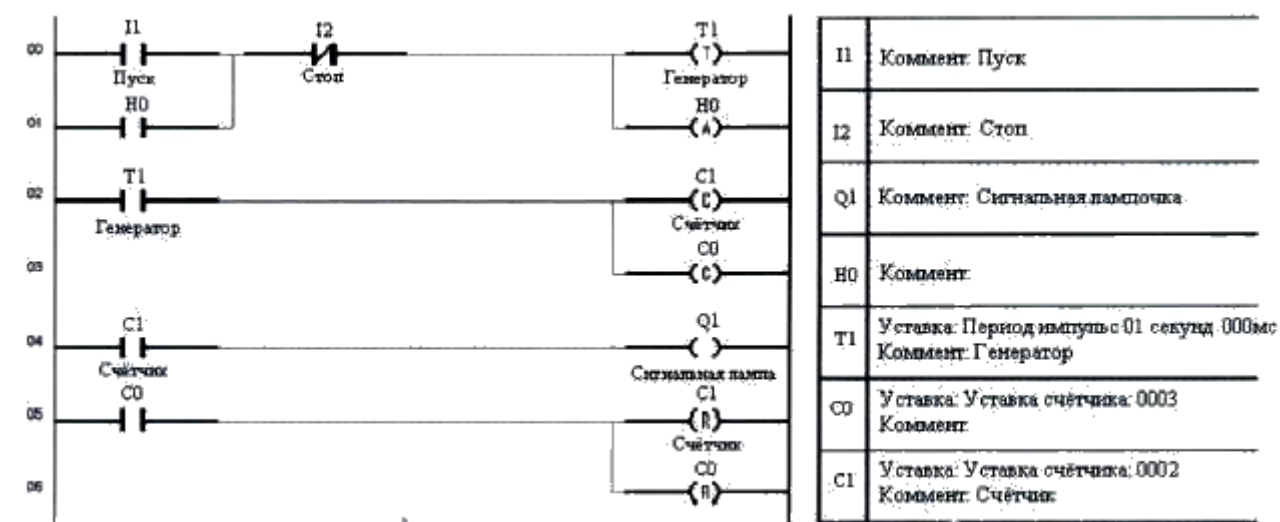 I1 I2 T1
00 (T)
Пуск Стоп Генератор
H0 H0
01 (A)
T1 C1
02 (C)
Генератор Счётчик
C0
03 (C)
C1 Q1
04 ( )
Счётчик Сигнальная лампа
C0 C1
05 (R)
Счётчик
C0
06 (R)
I1 Коммент: Пуск
I2 Коммент: Стоп
Q1 Коммент: Сигнальная лампочка
H0 Коммент:
T1 Уставка: Период импульс 01 секунд 000мс
Коммент: Генератор
C0 Уставка: Уставка счётчика: 0003
Коммент:
C1 Уставка: Уставка счётчика: 0002
Коммент: Счётчик